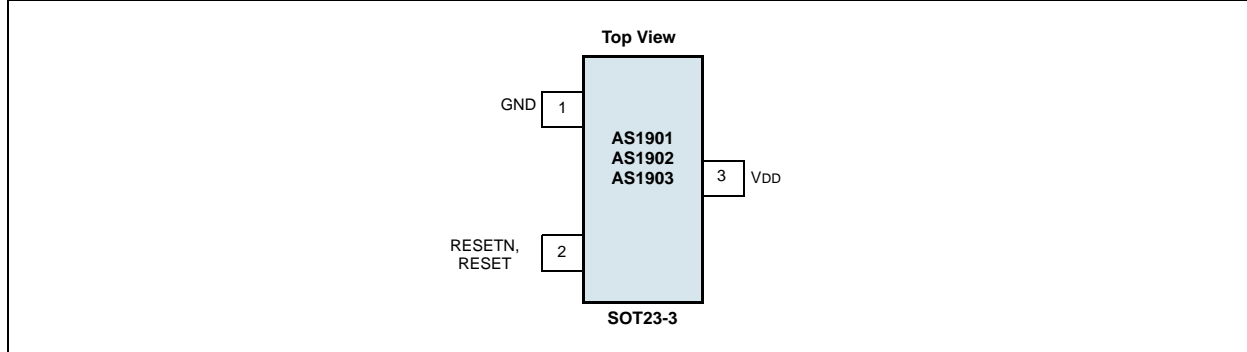 Top View
GND
1
AS1901
AS1902
AS1903
3
VDD
RESETN,
RESET
2
SOT23-3